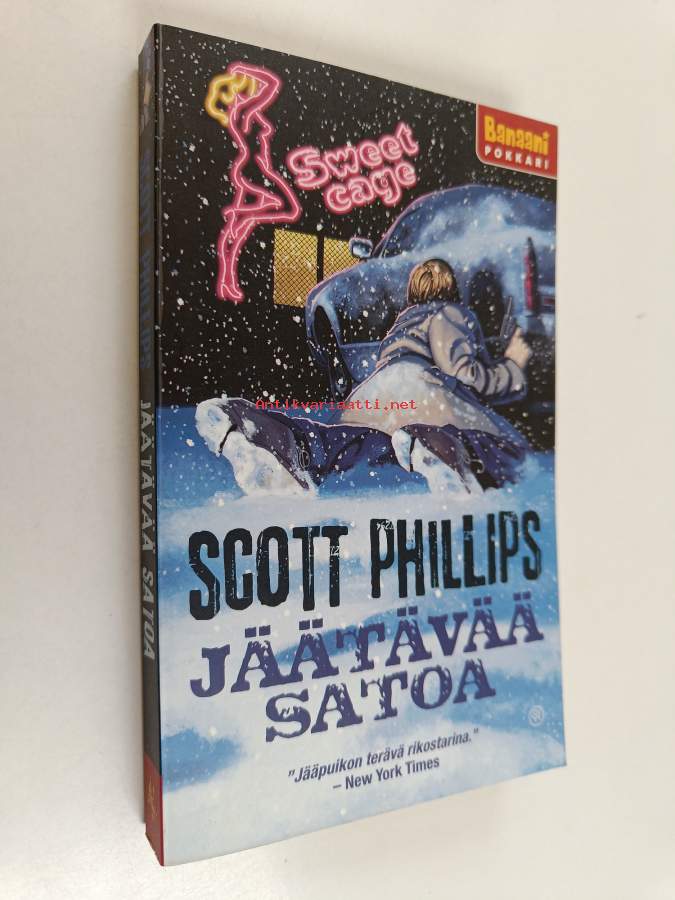 Banaani
POKKARI
Sweet
cage
Antikvariaatti.net
SCOTT PHILLIPS
JÄÄTÄVÄÄ
SATOA
"Jääpuikon terävä rikostarina."
– New York Times
SCOTT PHILLIPS JÄÄTÄVÄÄ SATOA